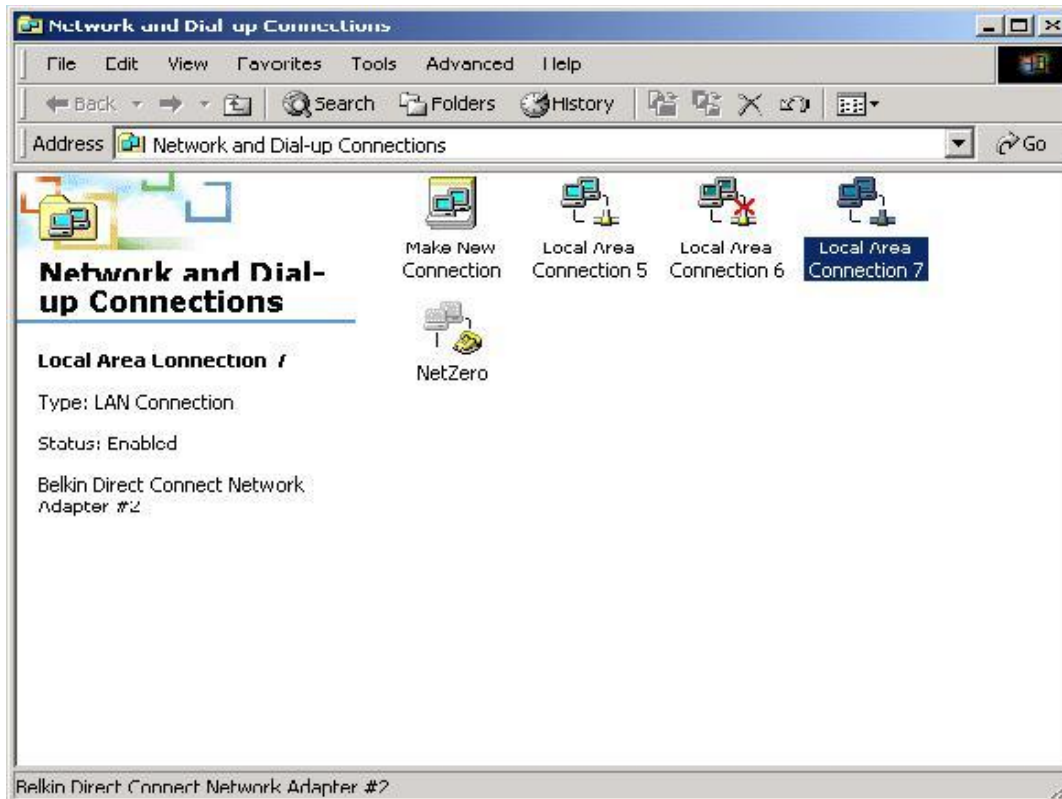 Network and Dial-up Connections
File Edit View Favorites Tools Advanced Help
Back Search Folders History
Address Network and Dial-up Connections Go
Network and Dial-
up Connections
Local Area Connection 7
Type: LAN Connection
Status: Enabled
Belkin Direct Connect Network
Adapter #2
Make New
Connection
Local Area
Connection 5
Local Area
Connection 6
Local Area
Connection 7
NetZero
Belkin Direct Connect Network Adapter #2